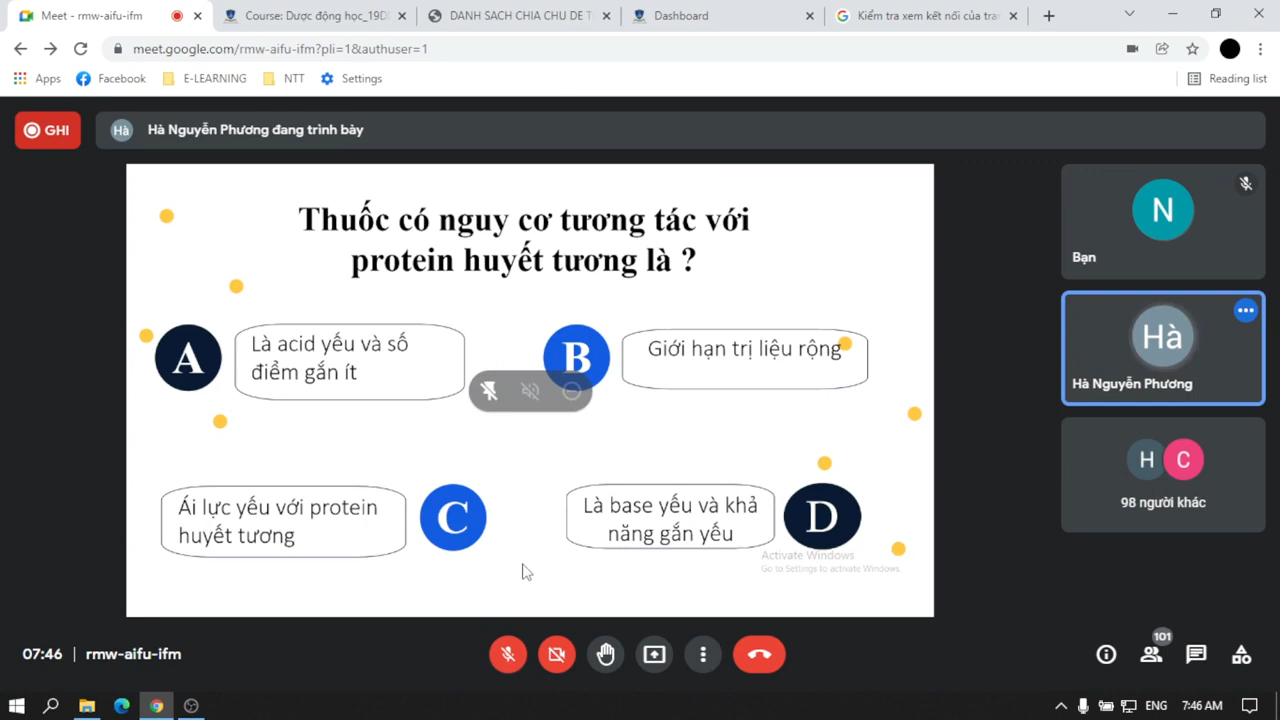 Meet - rmw-aifu-ifm
Course: Dược động học_19D
DANH SACH CHIA CHU DE T
Dashboard
Kiểm tra xem kết nối của tra
meet.google.com/rmw-aifu-ifm?pli=1&authuser=1
Apps
Facebook
E-LEARNING
NTT
Settings
Reading list
GHI
Hà
Hà Nguyễn Phương đang trình bày
Thuốc có nguy cơ tương tác với
protein huyết tương là ?
A
Là acid yếu và số
điểm gắn ít
B
Giới hạn trị liệu rộng
Ái lực yếu với protein
huyết tương
C
Là base yếu và khả
năng gắn yếu
D
Activate Windows
Go to Settings to activate Windows.
N
Bạn
Hà
Hà Nguyễn Phương
H
C
98 người khác
07:46
rmw-aifu-ifm
101
ENG
7:46 AM